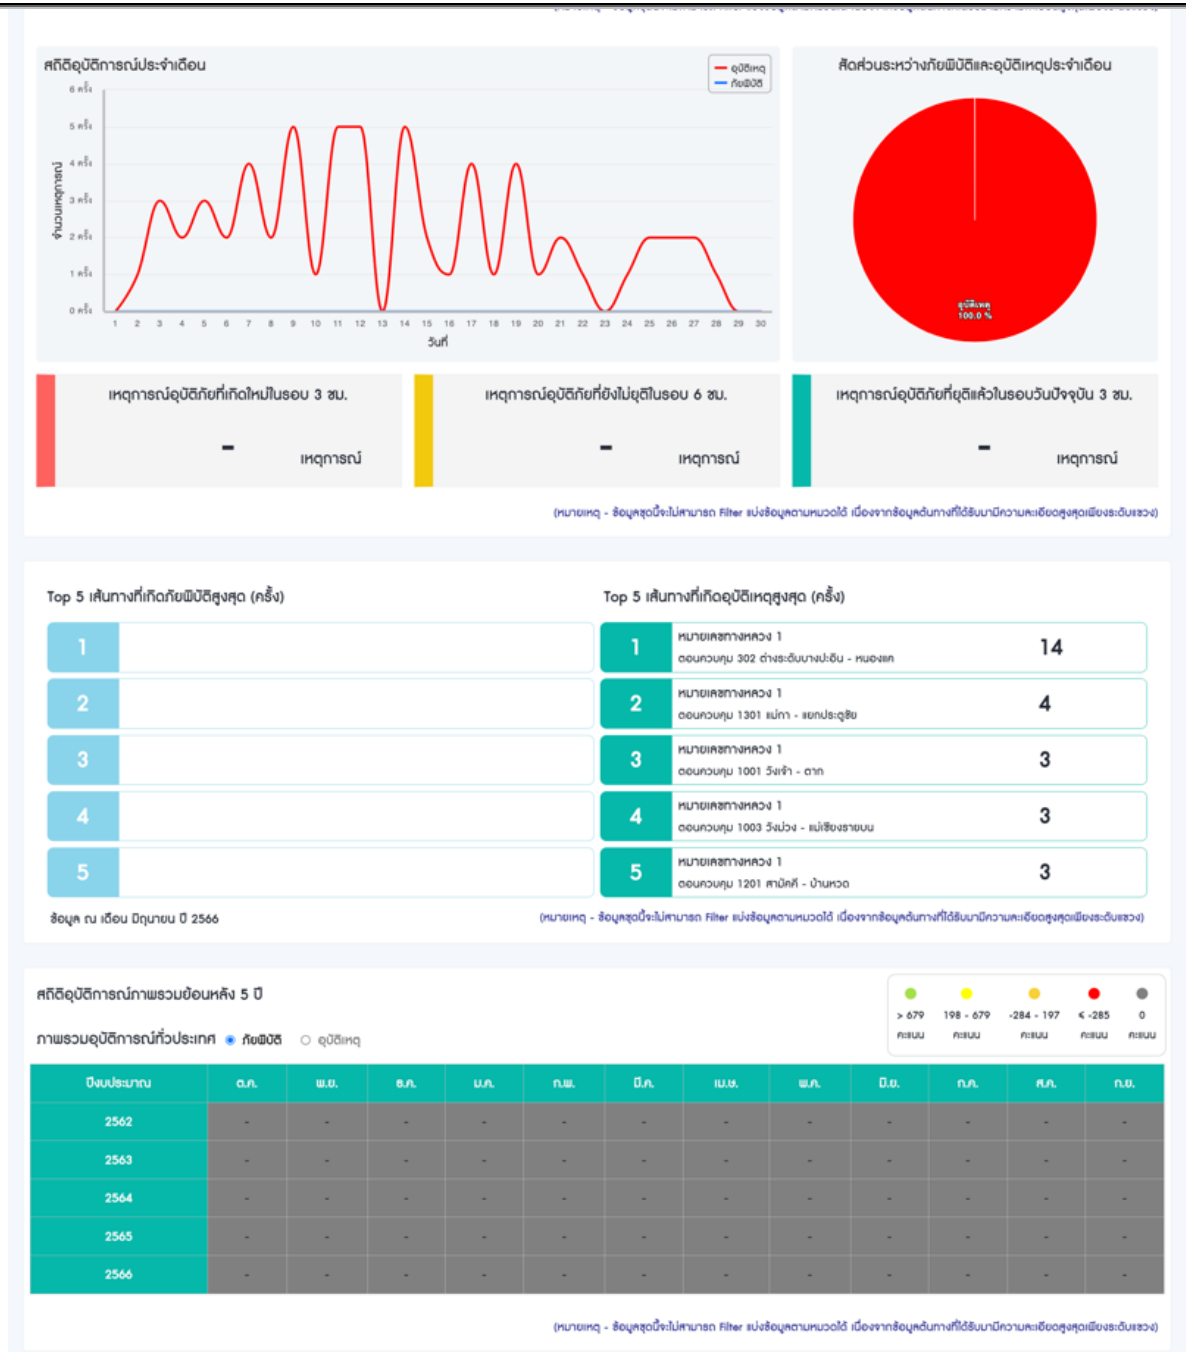 สถิติอุบัติการณ์ประจำเดือน
อุบัติเหตุ
ภัยพิบัติ
6 ครั้ง
5 ครั้ง
4 ครั้ง
3 ครั้ง
2 ครั้ง
1 ครั้ง
0 ครั้ง
จำนวนเหตุการณ์
1 2 3 4 5 6 7 8 9 10 11 12 13 14 15 16 17 18 19 20 21 22 23 24 25 26 27 28 29 30
วันที่
สัดส่วนระหว่างภัยพิบัติและอุบัติเหตุประจำเดือน
อุบัติเหตุ
100.0 %
เหตุการณ์อุบัติภัยที่เกิดใหม่ในรอบ 3 ชม.
- เหตุการณ์
เหตุการณ์อุบัติภัยที่ยังไม่ยุติในรอบ 6 ชม.
- เหตุการณ์
เหตุการณ์อุบัติภัยที่ยุติแล้วในรอบวันปัจจุบัน 3 ชม.
- เหตุการณ์
(หมายเหตุ - ข้อมูลชุดนี้จะไม่สามารถ Filter แบ่งข้อมูลตามหมวดได้ เนื่องจากข้อมูลต้นทางที่ได้รับมามีความละเอียดสูงสุดเพียงระดับแขวง)
Top 5 เส้นทางที่เกิดภัยพิบัติสูงสุด (ครั้ง)
1
2
3
4
5
ข้อมูล ณ เดือน มิถุนายน ปี 2566
Top 5 เส้นทางที่เกิดอุบัติเหตุสูงสุด (ครั้ง)
1 หมายเลขทางหลวง 1 14
ตอนควบคุม 302 ต่างระดับบางปะอิน - หนองแค
2 หมายเลขทางหลวง 1 4
ตอนควบคุม 1301 แม่กา - แยกประตูชัย
3 หมายเลขทางหลวง 1 3
ตอนควบคุม 1001 วังเจ้า - ตาก
4 หมายเลขทางหลวง 1 3
ตอนควบคุม 1003 วังม่วง - แม่เชียงรายบน
5 หมายเลขทางหลวง 1 3
ตอนควบคุม 1201 สามัคคี - บ้านหวด
(หมายเหตุ - ข้อมูลชุดนี้จะไม่สามารถ Filter แบ่งข้อมูลตามหมวดได้ เนื่องจากข้อมูลต้นทางที่ได้รับมามีความละเอียดสูงสุดเพียงระดับแขวง)
สถิติอุบัติการณ์ภาพรวมย้อนหลัง 5 ปี
> 679 198 - 679 -284 - 197 ≤ -285 0
คะแนน คะแนน คะแนน คะแนน คะแนน
ภาพรวมอุบัติการณ์ทั่วประเทศ ภัยพิบัติ อุบัติเหตุ
ปีงบประมาณ ต.ค. พ.ย. ธ.ค. ม.ค. ก.พ. มี.ค. เม.ษ. พ.ค. มิ.ย. ก.ค. ส.ค. ก.ย.
2562 - - - - - - - - - - - -
2563 - - - - - - - - - - - -
2564 - - - - - - - - - - - -
2565 - - - - - - - - - - - -
2566 - - - - - - - - - - - -
(หมายเหตุ - ข้อมูลชุดนี้จะไม่สามารถ Filter แบ่งข้อมูลตามหมวดได้ เนื่องจากข้อมูลต้นทางที่ได้รับมามีความละเอียดสูงสุดเพียงระดับแขวง)